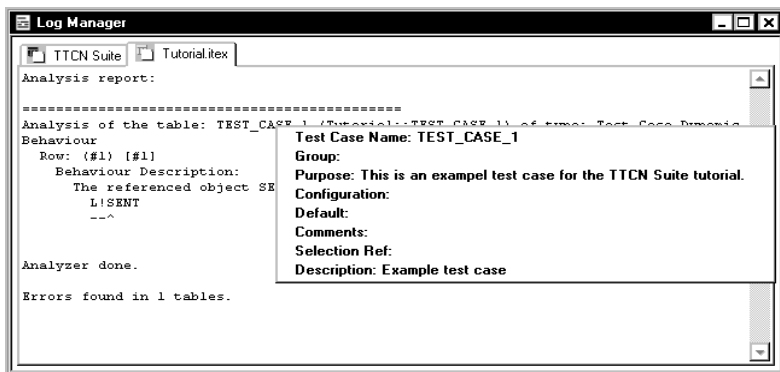 Log Manager
TTCN Suite Tutorial.itex
Analysis report:
=============================================
Analysis of the table: TEST_CASE_1 (Tutorial::TEST_CASE_1) of type: Test Case Dynamic
Behaviour
Row: (#1) [#1]
Behaviour Description:
The referenced object SE
L!SENT
--^
Analyzer done.
Errors found in 1 tables.
Test Case Name: TEST_CASE_1
Group:
Purpose: This is an exampel test case for the TTCN Suite tutorial.
Configuration:
Default:
Comments:
Selection Ref:
Description: Example test case